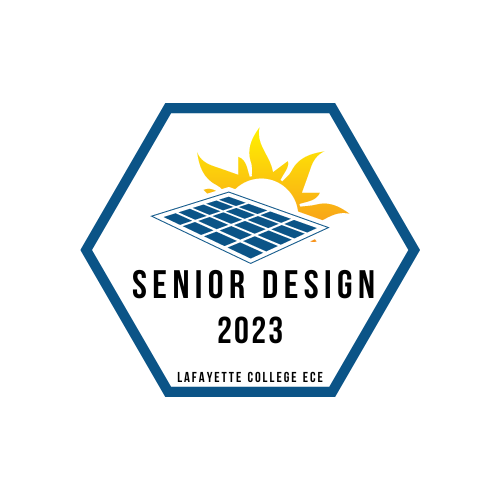 SENIOR DESIGN
2023
LAFAYETTE COLLEGE ECE